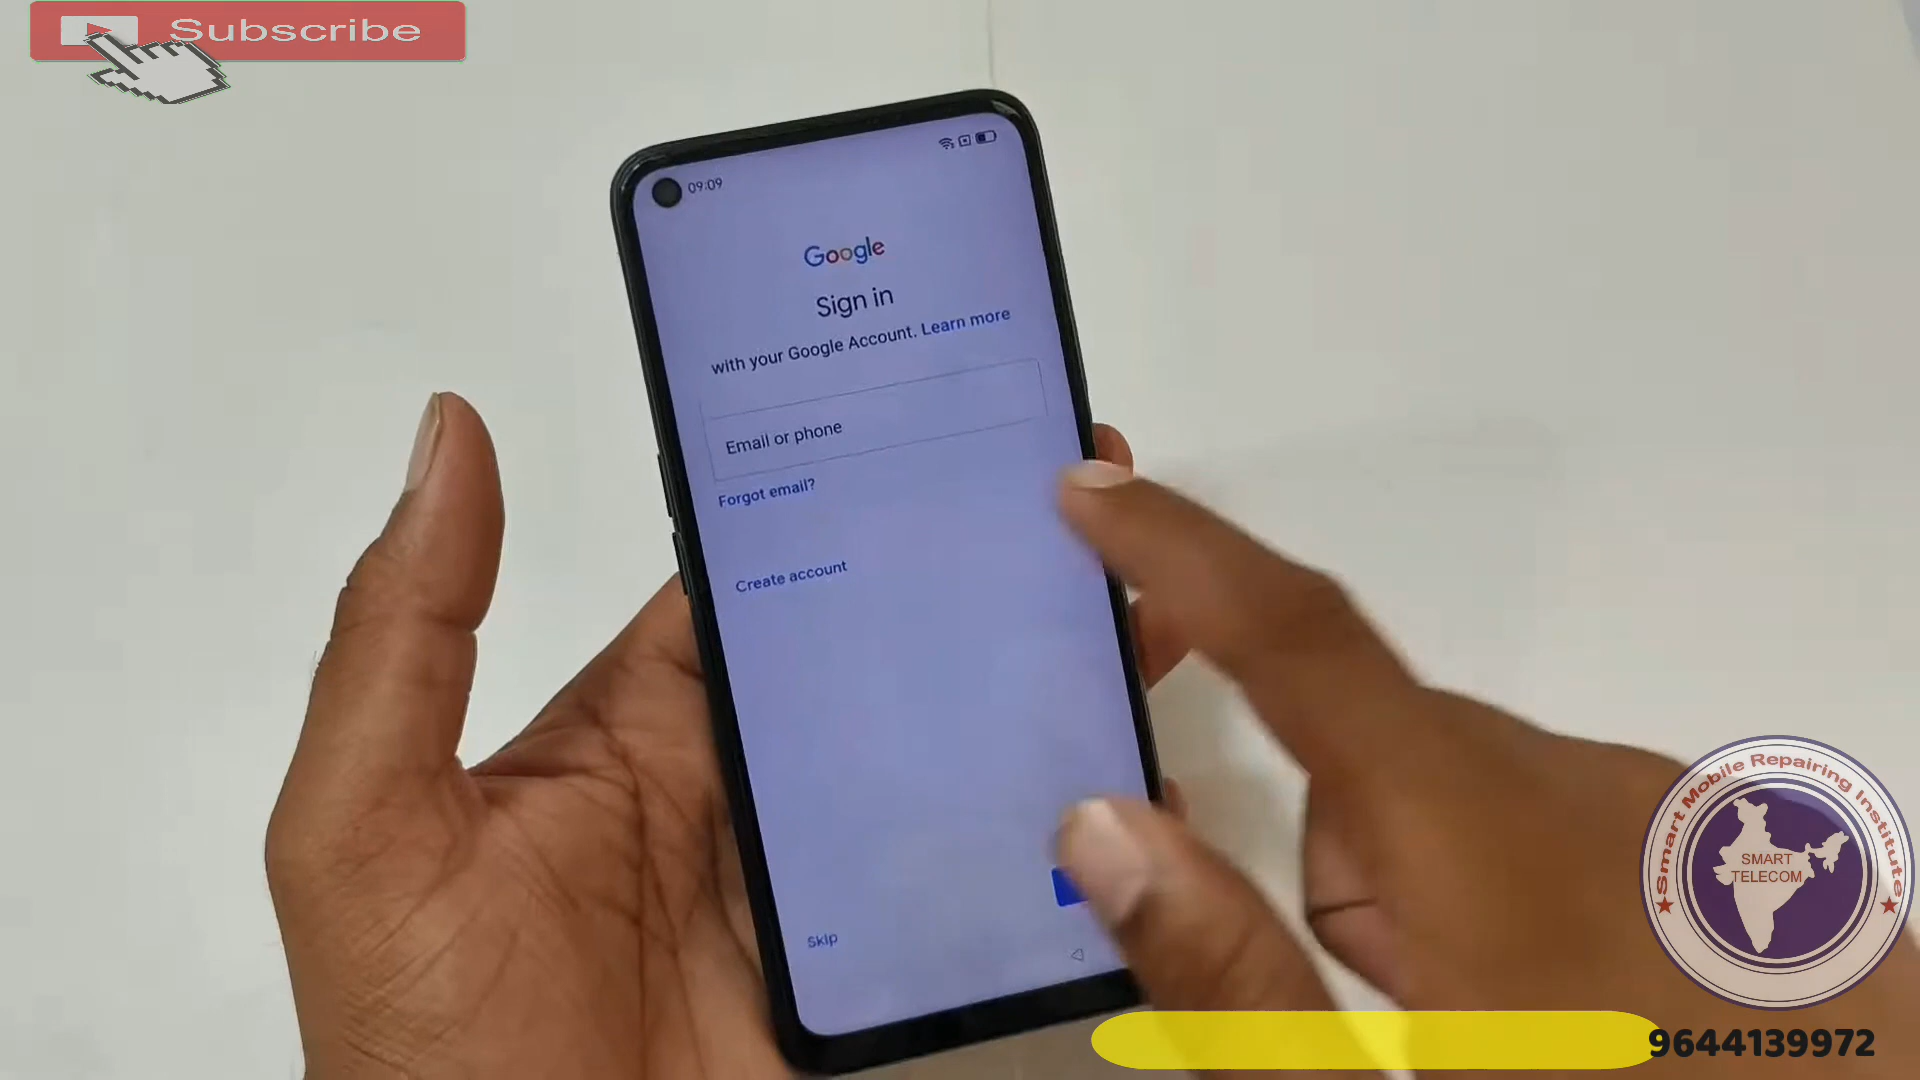 Subscribe
09:09
Google
Sign in
with your Google Account. Learn more
Email or phone
Forgot email?
Create account
Skip
Smart Mobile Repairing Institute
SMART
TELECOM
9644139972